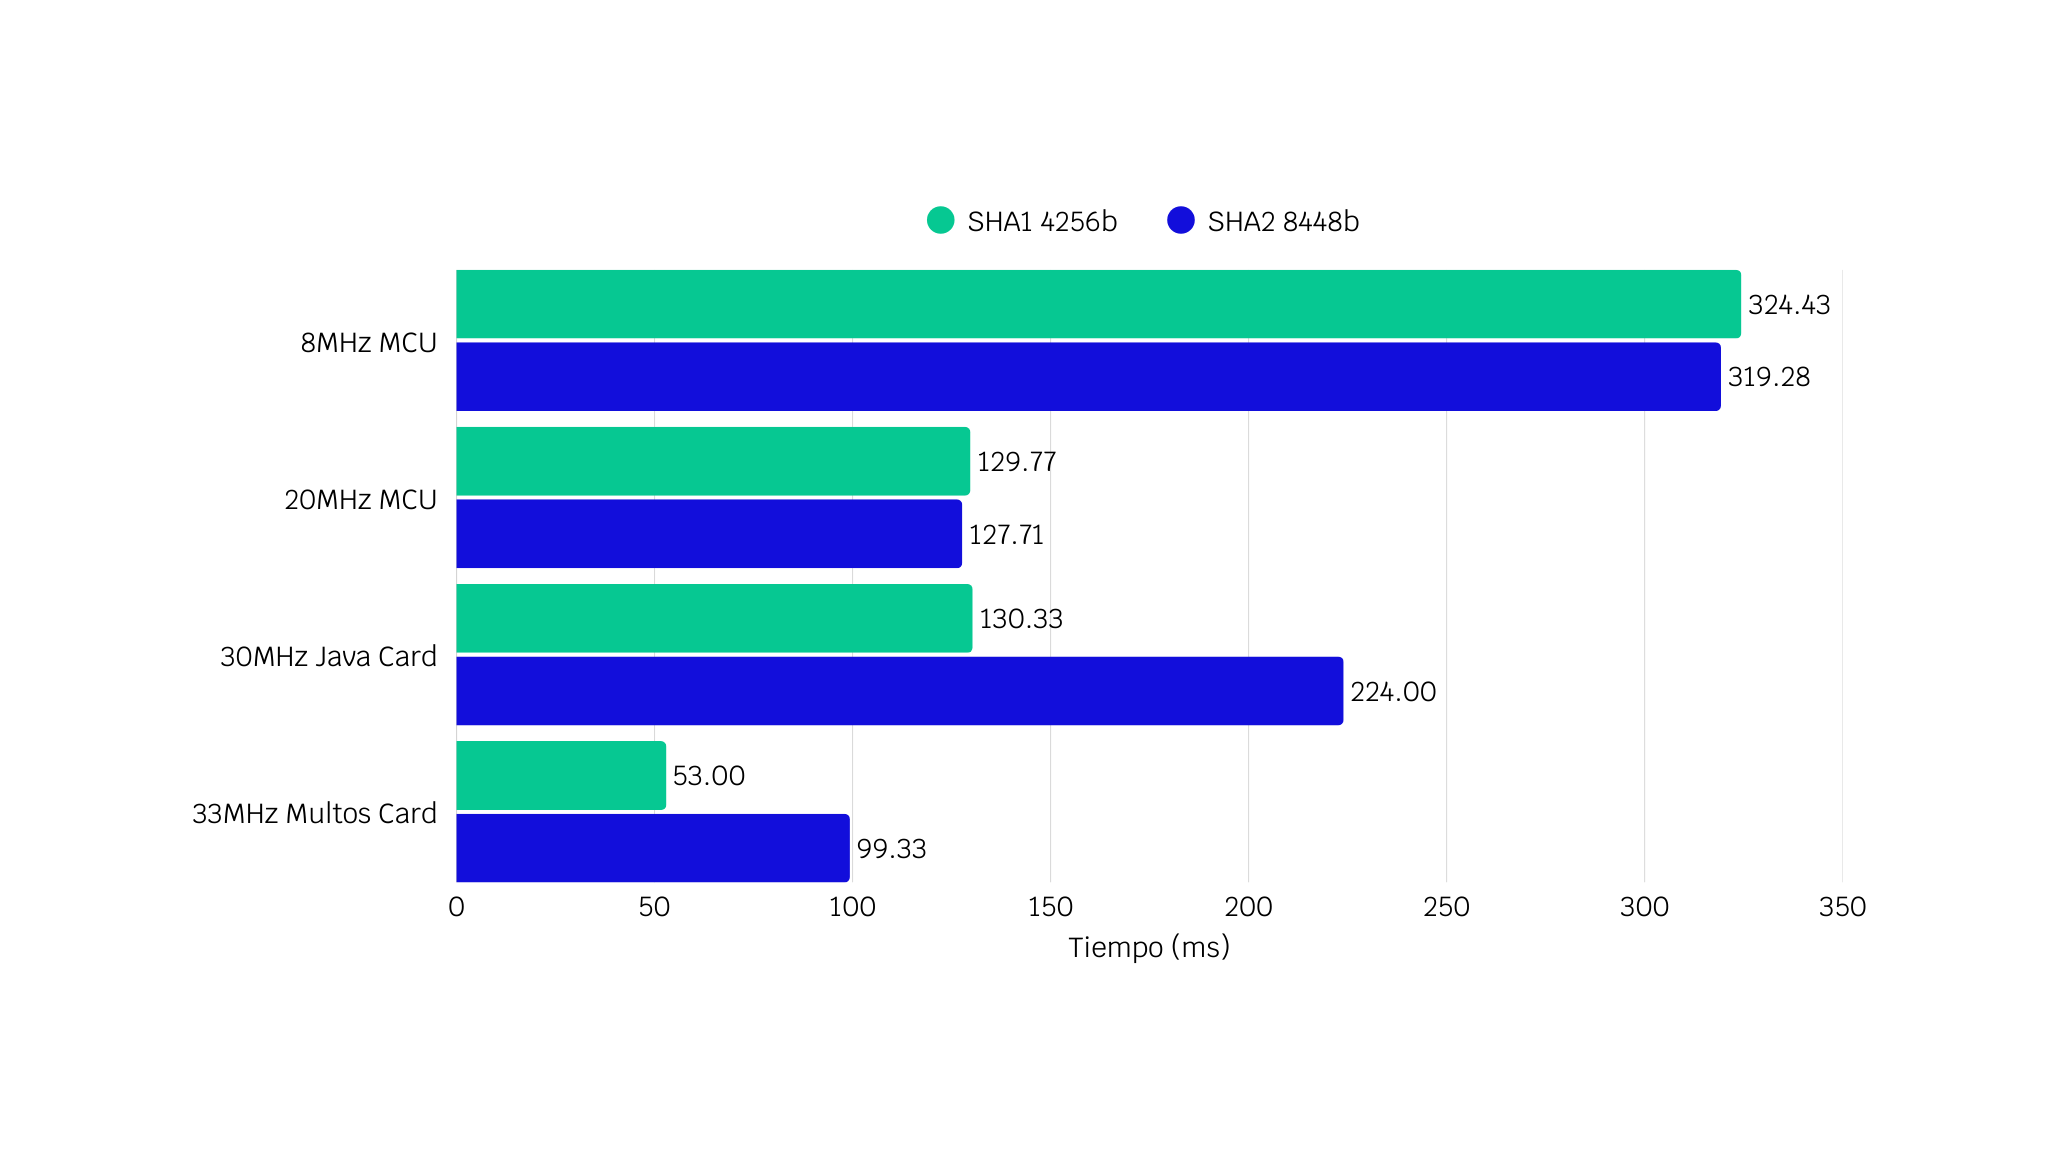 SHA1 4256b
SHA2 8448b
8MHz MCU
324.43
319.28
20MHz MCU
129.77
127.71
30MHz Java Card
130.33
224.00
33MHz Multos Card
53.00
99.33
0 50 100 150 200 250 300 350
Tiempo (ms)